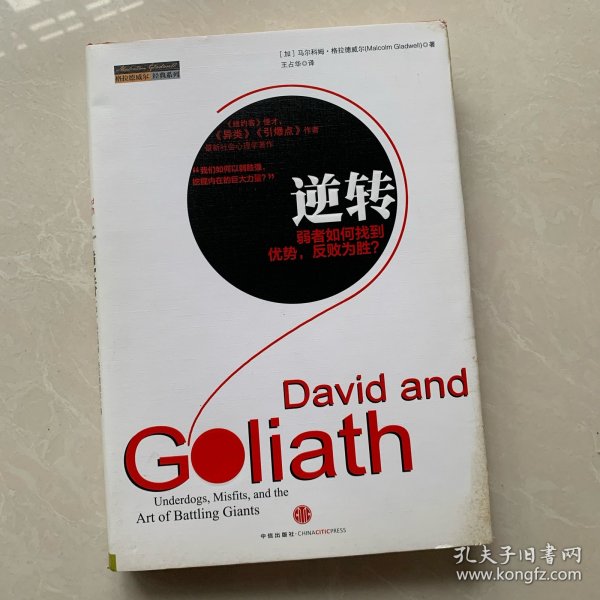 [加] 马尔科姆·格拉德威尔(Malcolm Gladwell)◎著
王占华◎译
Malcolm Gladwell
格拉德威尔 经典系列
《纽约客》怪才，
《异类》《引爆点》作者
最新社会心理学著作
“我们如何以弱胜强，
挖掘内在的巨大力量？”
逆转
弱者如何找到
优势，反败为胜？
David and
Goliath
Underdogs, Misfits, and the
Art of Battling Giants
中信出版社·CHINACITICPRESS
孔夫子旧书网
www.kongfz.com